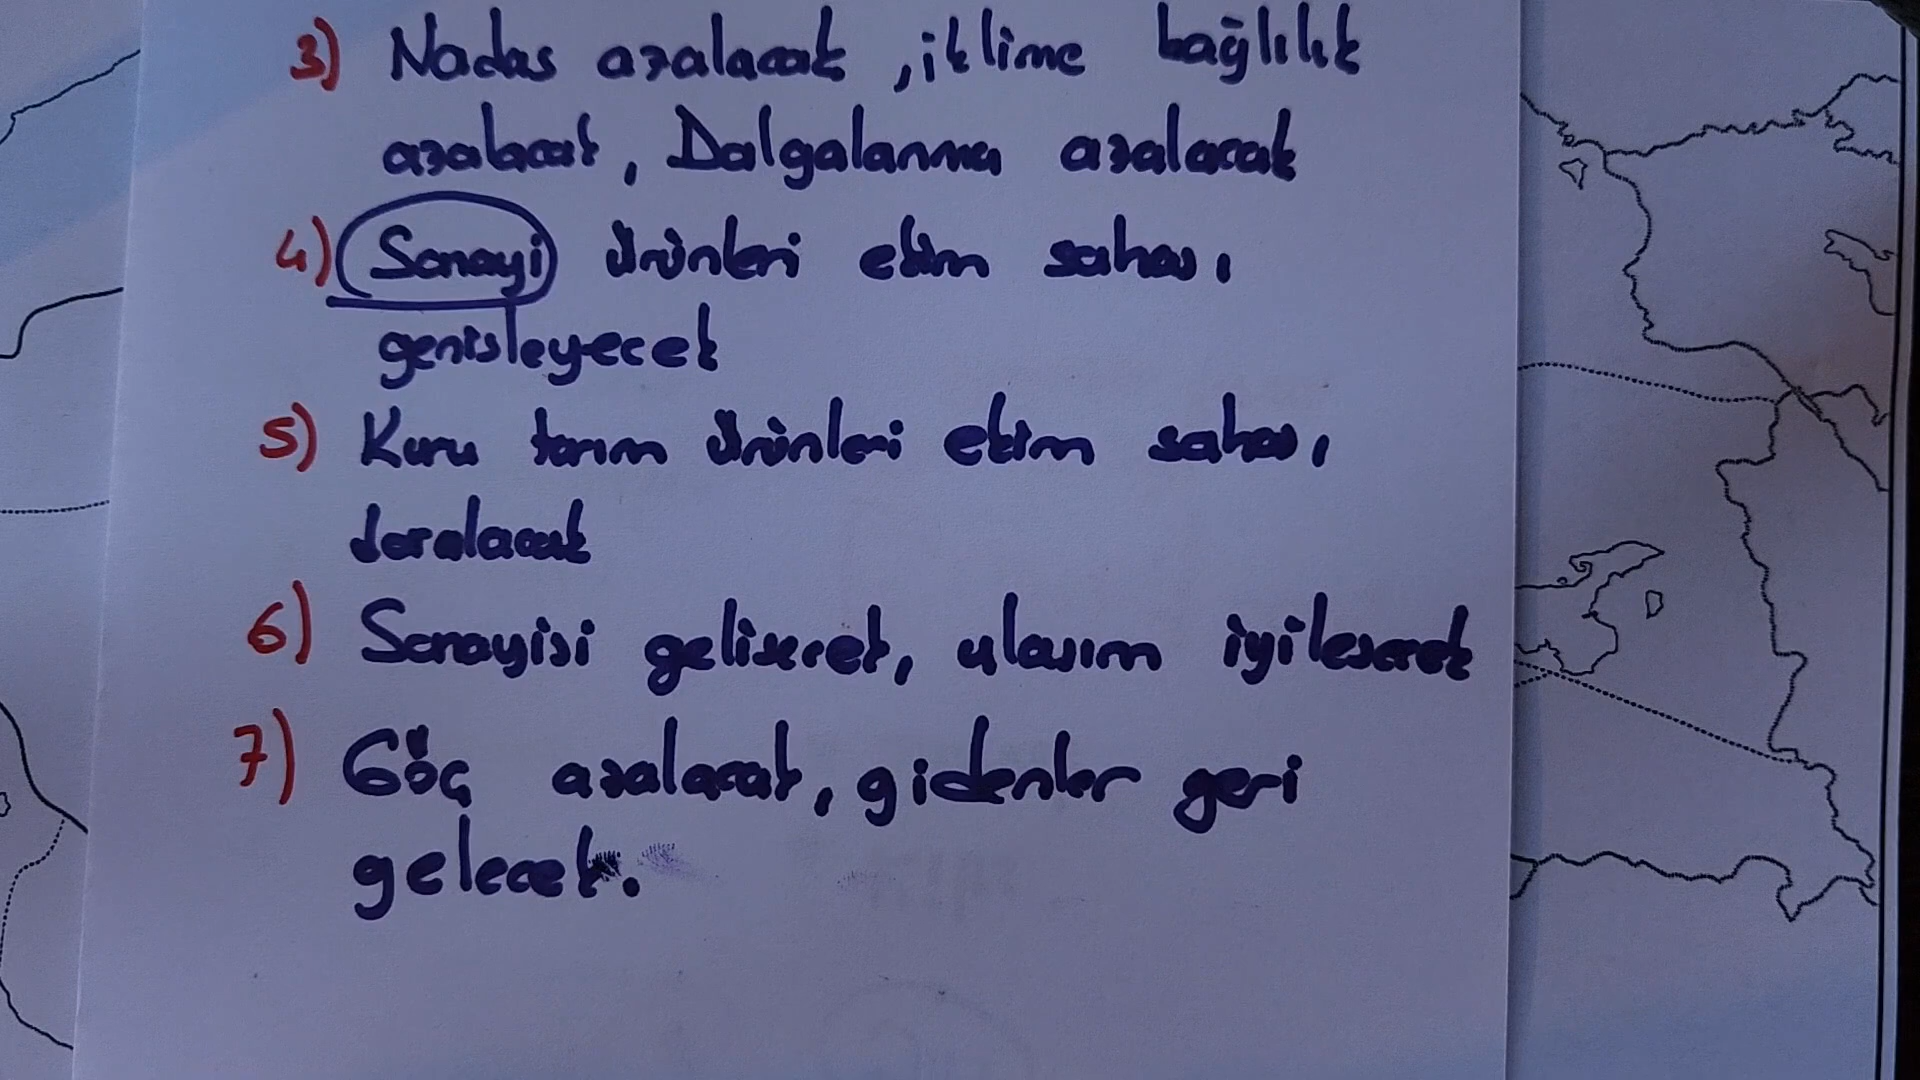 3) Nadas azalacak, iklime bağlılık
azalacak, Dalgalanma azalacak
4) Sanayi ürünleri ekim sahası
genişleyecek
5) Kuru tarım ürünleri ekim sahası
daralacak
6) Sanayisi gelişecek, ulaşım iyileşecek
7) Göç azalacak, gidenler geri
gelecek.